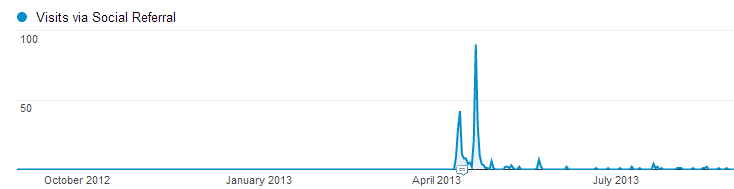 Visits via Social Referral
100
50
October 2012
January 2013
April 2013
July 2013